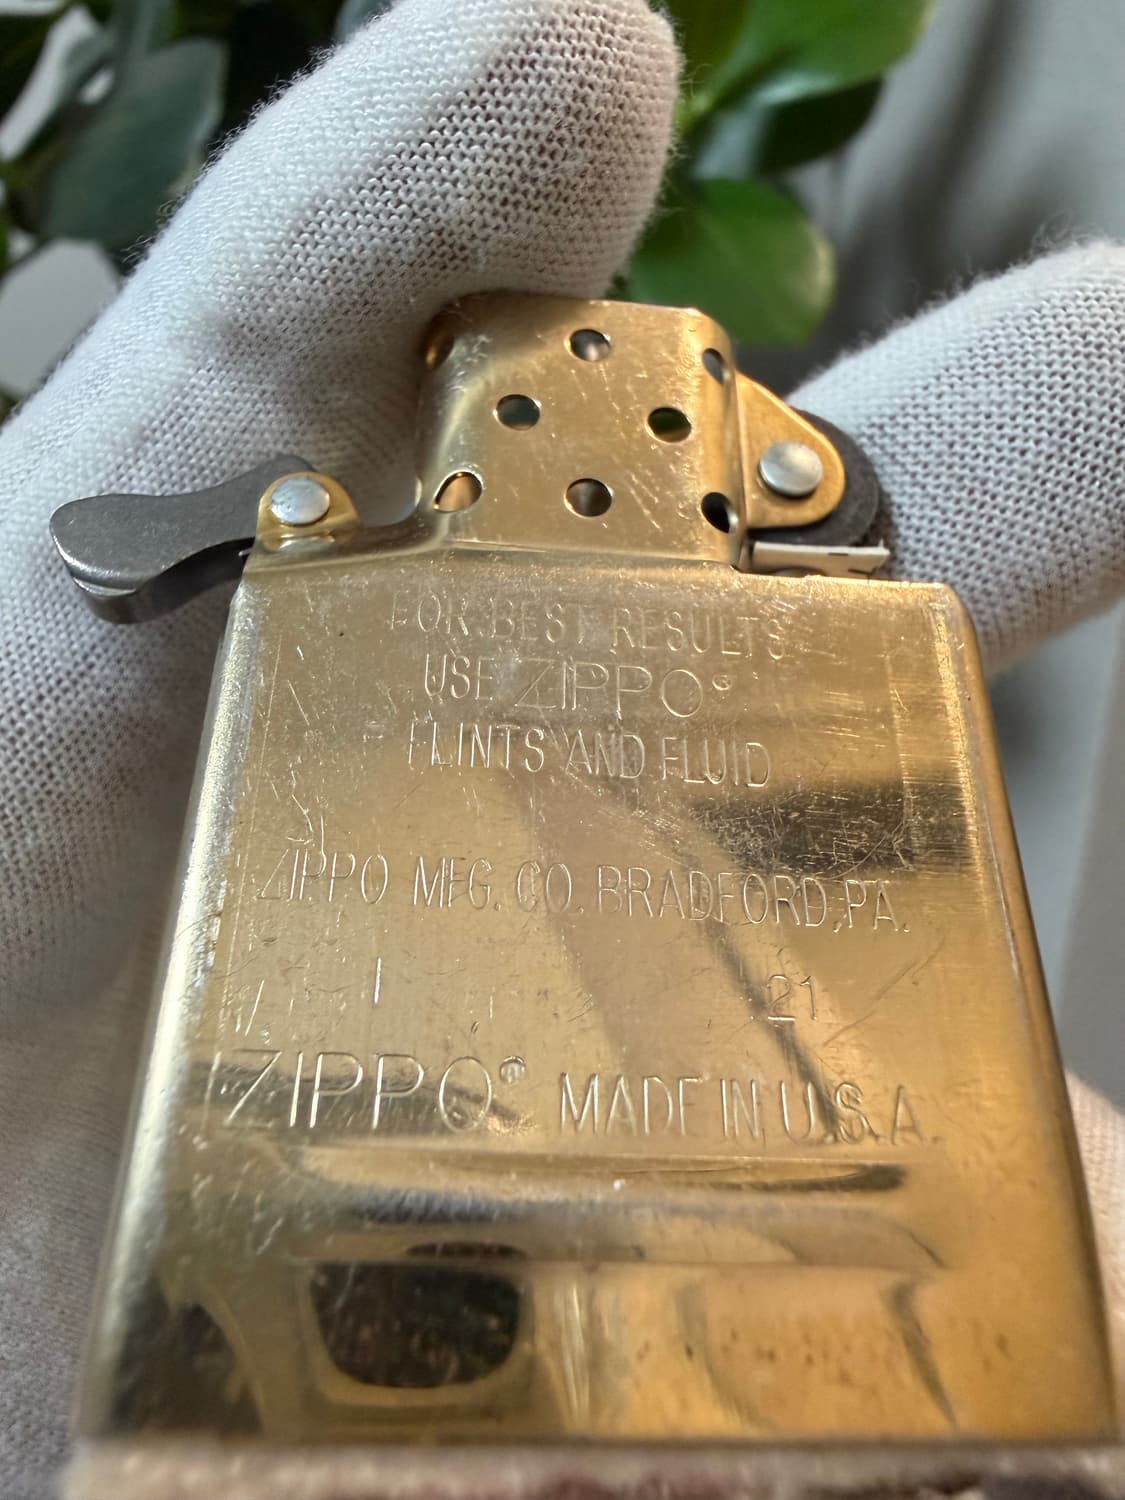 FOR BEST RESULTS
USE ZIPPO®
FLINTS AND FLUID
ZIPPO MFG. CO. BRADFORD, PA.
I 21
ZIPPO® MADE IN U.S.A.